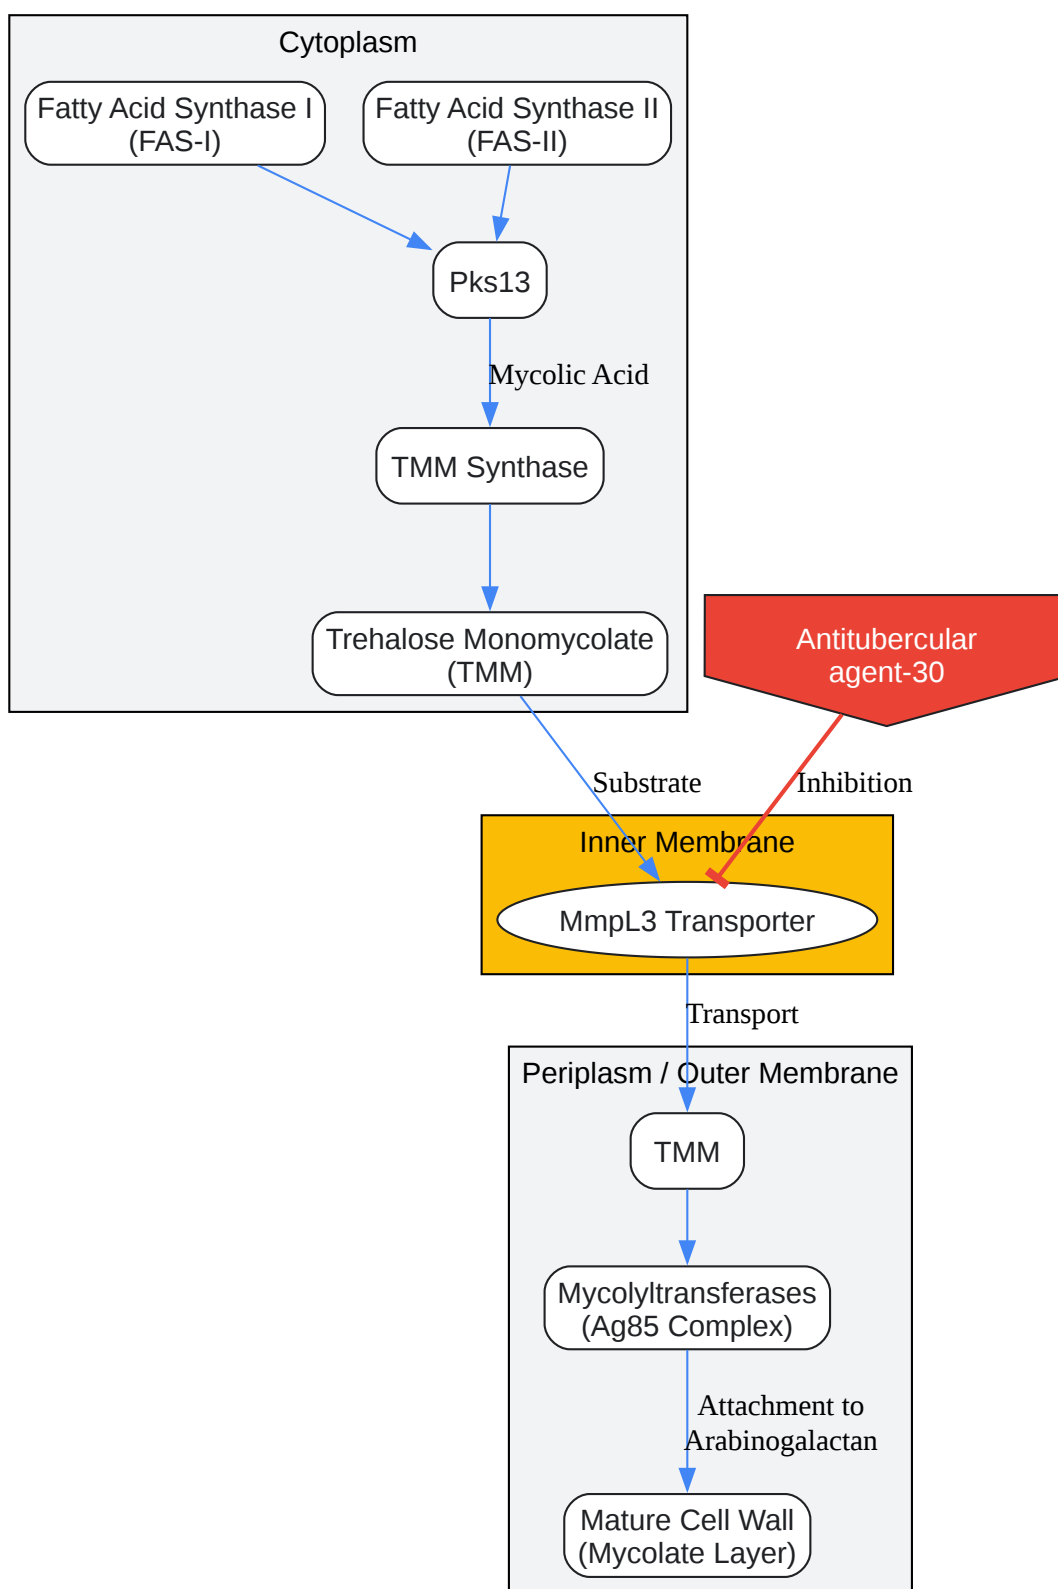 Cytoplasm
Fatty Acid Synthase I
(FAS-I)
Fatty Acid Synthase II
(FAS-II)
Pks13
Mycolic Acid
TMM Synthase
Trehalose Monomycolate
(TMM)
Antitubercular
agent-30
Substrate
Inhibition
Inner Membrane
MmpL3 Transporter
Transport
Periplasm / Outer Membrane
TMM
Mycolyltransferases
(Ag85 Complex)
Attachment to
Arabinogalactan
Mature Cell Wall
(Mycolate Layer)